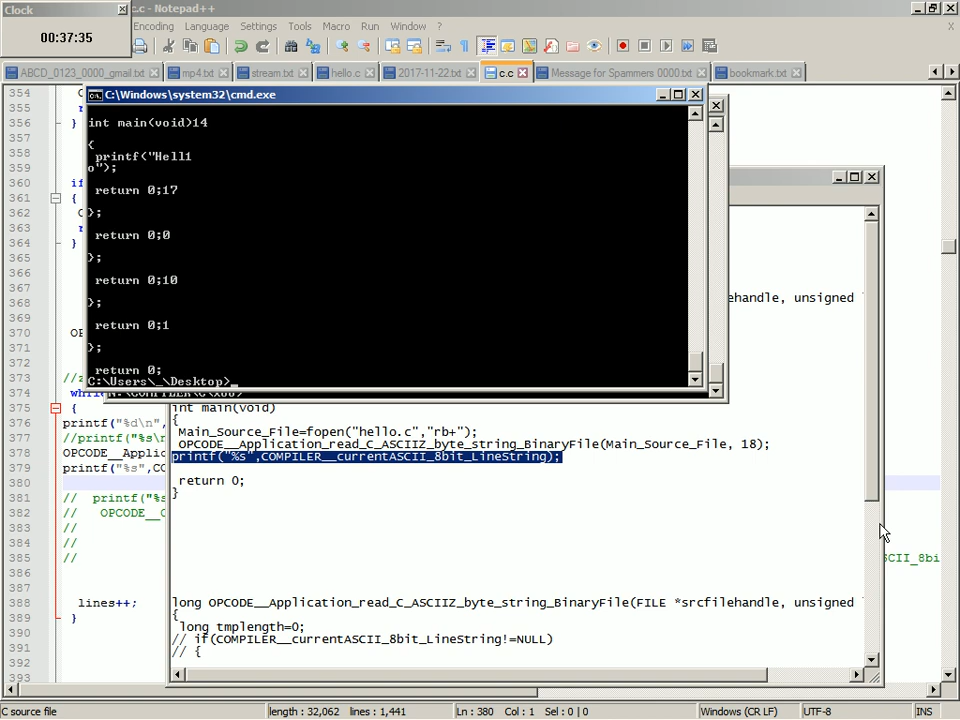 Clock
c.c - Notepad++
00:37:35
Encoding Language Settings Tools Macro Run Window ?
X
ABCD_0123_0000_gmail.txt mp4.txt stream.txt hello.c 2017-11-22.txt c.c Message for Spammers 0000.txt bookmark.txt
C:\Windows\system32\cmd.exe
int main(void)14
{
printf("Hell1
o");
return 0;17
};
return 0;0
};
return 0;10
};
return 0;1
};
return 0;
C:\Users\_\Desktop>_
354
355
356 }
357
358
359
360 if
361 {
362
363
364 }
365
366
367
368
369
370 OP
371
372
373 //z
374 while
375 {
376 printf("%d\n",
377 //printf("%s\n
378 OPCODE__Applic
379 printf("%s",CO
380
381 // printf("%s
382 // OPCODE__C
383 //
384 //
385 //
386
387
388 lines++;
389 }
390
391
392
393
ehandle, unsigned
int main(void)
{
Main_Source_File=fopen("hello.c","rb+");
OPCODE__Application_read_C_ASCIIZ_byte_string_BinaryFile(Main_Source_File, 18);
printf("%s",COMPILER__currentASCII_8bit_LineString);
return 0;
}
SCII_8bi
long OPCODE__Application_read_C_ASCIIZ_byte_string_BinaryFile(FILE *srcfilehandle, unsigned
{
long tmplength=0;
// if(COMPILER__currentASCII_8bit_LineString!=NULL)
// {
C source file length : 32,062 lines : 1,441 Ln : 380 Col : 1 Sel : 0 | 0 Windows (CR LF) UTF-8 INS